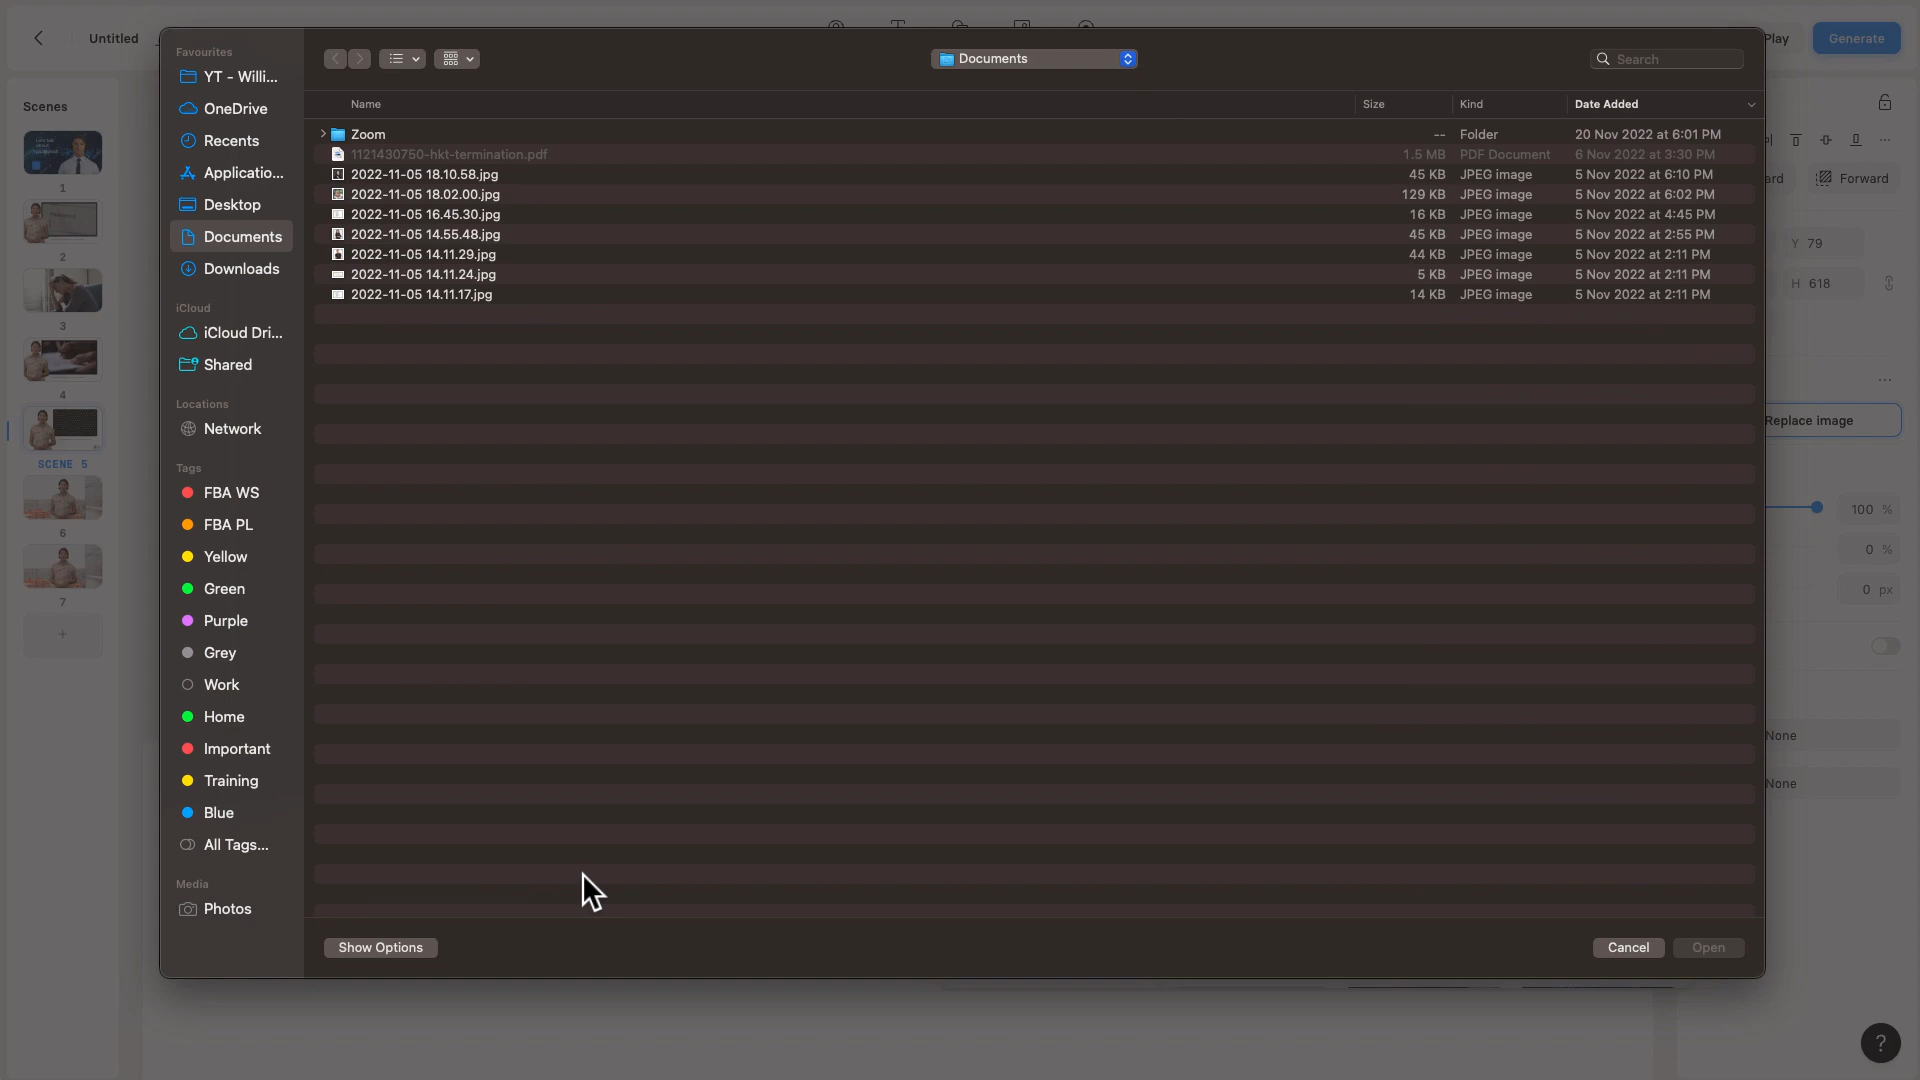 Untitled
Play
Generate
Scenes
1
2
3
4
SCENE 5
6
7
+
Favourites
YT - Willi...
OneDrive
Recents
Applicatio...
Desktop
Documents
Downloads
iCloud
iCloud Dri...
Shared
Locations
Network
Tags
FBA WS
FBA PL
Yellow
Green
Purple
Grey
Work
Home
Important
Training
Blue
All Tags...
Media
Photos
Documents
Search
Name Size Kind Date Added
Zoom -- Folder 20 Nov 2022 at 6:01 PM
1121430750-hkt-termination.pdf 1.5 MB PDF Document 6 Nov 2022 at 3:30 PM
2022-11-05 18.10.58.jpg 45 KB JPEG image 5 Nov 2022 at 6:10 PM
2022-11-05 18.02.00.jpg 129 KB JPEG image 5 Nov 2022 at 6:02 PM
2022-11-05 16.45.30.jpg 16 KB JPEG image 5 Nov 2022 at 4:45 PM
2022-11-05 14.55.48.jpg 45 KB JPEG image 5 Nov 2022 at 2:55 PM
2022-11-05 14.11.29.jpg 44 KB JPEG image 5 Nov 2022 at 2:11 PM
2022-11-05 14.11.24.jpg 5 KB JPEG image 5 Nov 2022 at 2:11 PM
2022-11-05 14.11.17.jpg 14 KB JPEG image 5 Nov 2022 at 2:11 PM
Show Options
Cancel
Open
ard
Forward
Y 79
H 618
Replace image
100 %
0 %
0 px
None
None
?